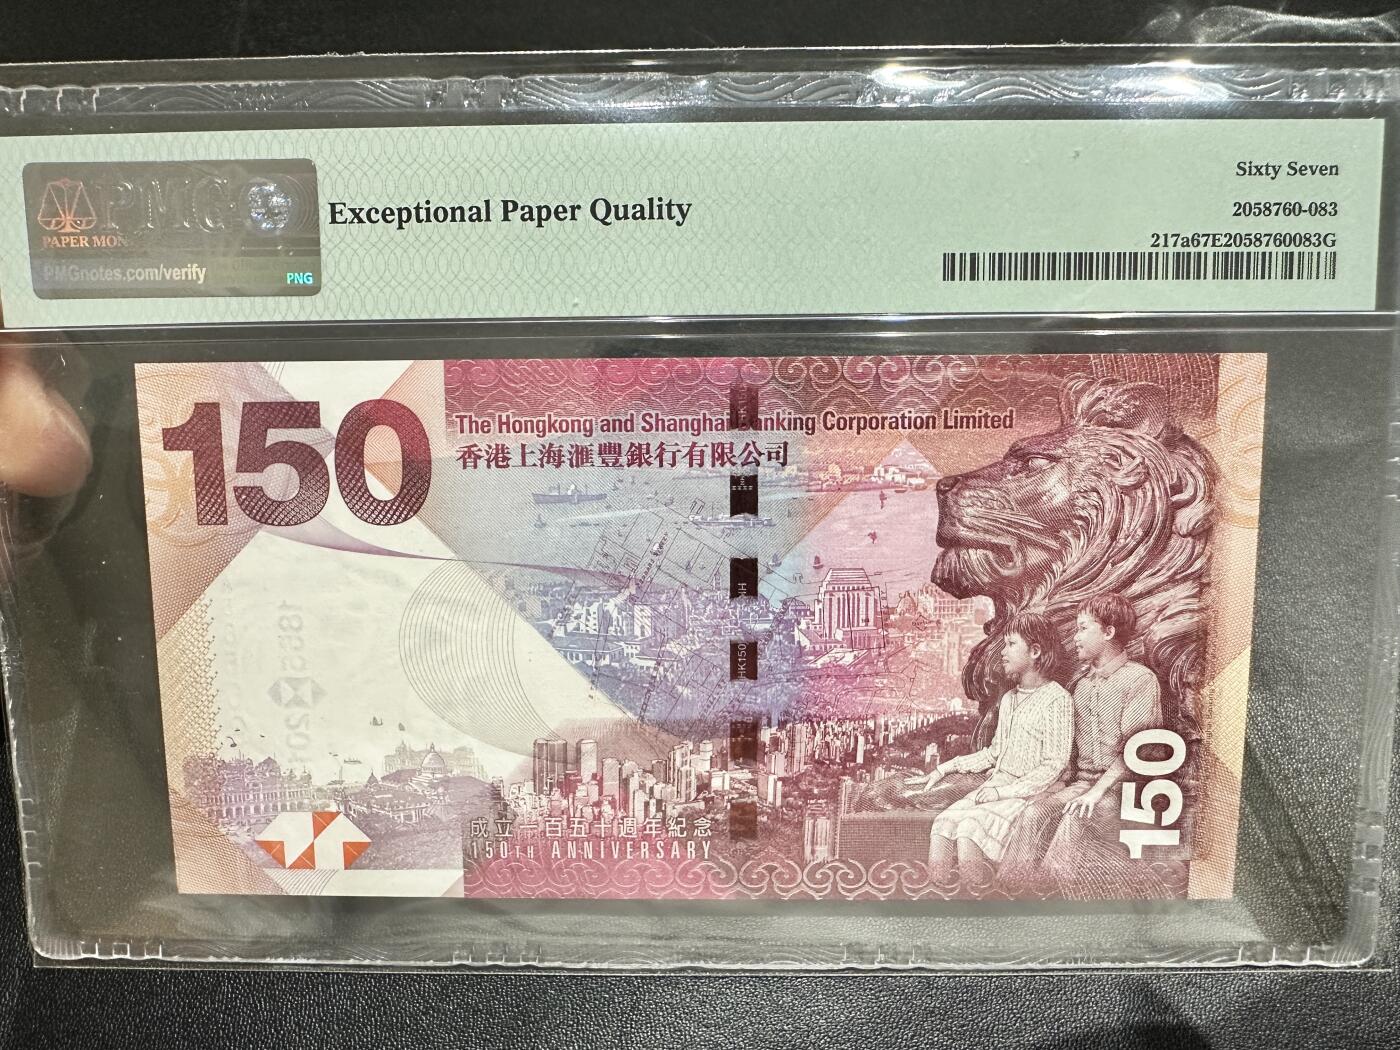 Sixty Seven
PMG
PAPER MON
Exceptional Paper Quality
2058760-083
217a67E2058760083G
PMGnotes.com/verify
PNG
150
The Hongkong and Shanghai Banking Corporation Limited
香港上海滙豐銀行有限公司
HK150
成立一百五十週年紀念
150TH ANNIVERSARY
150